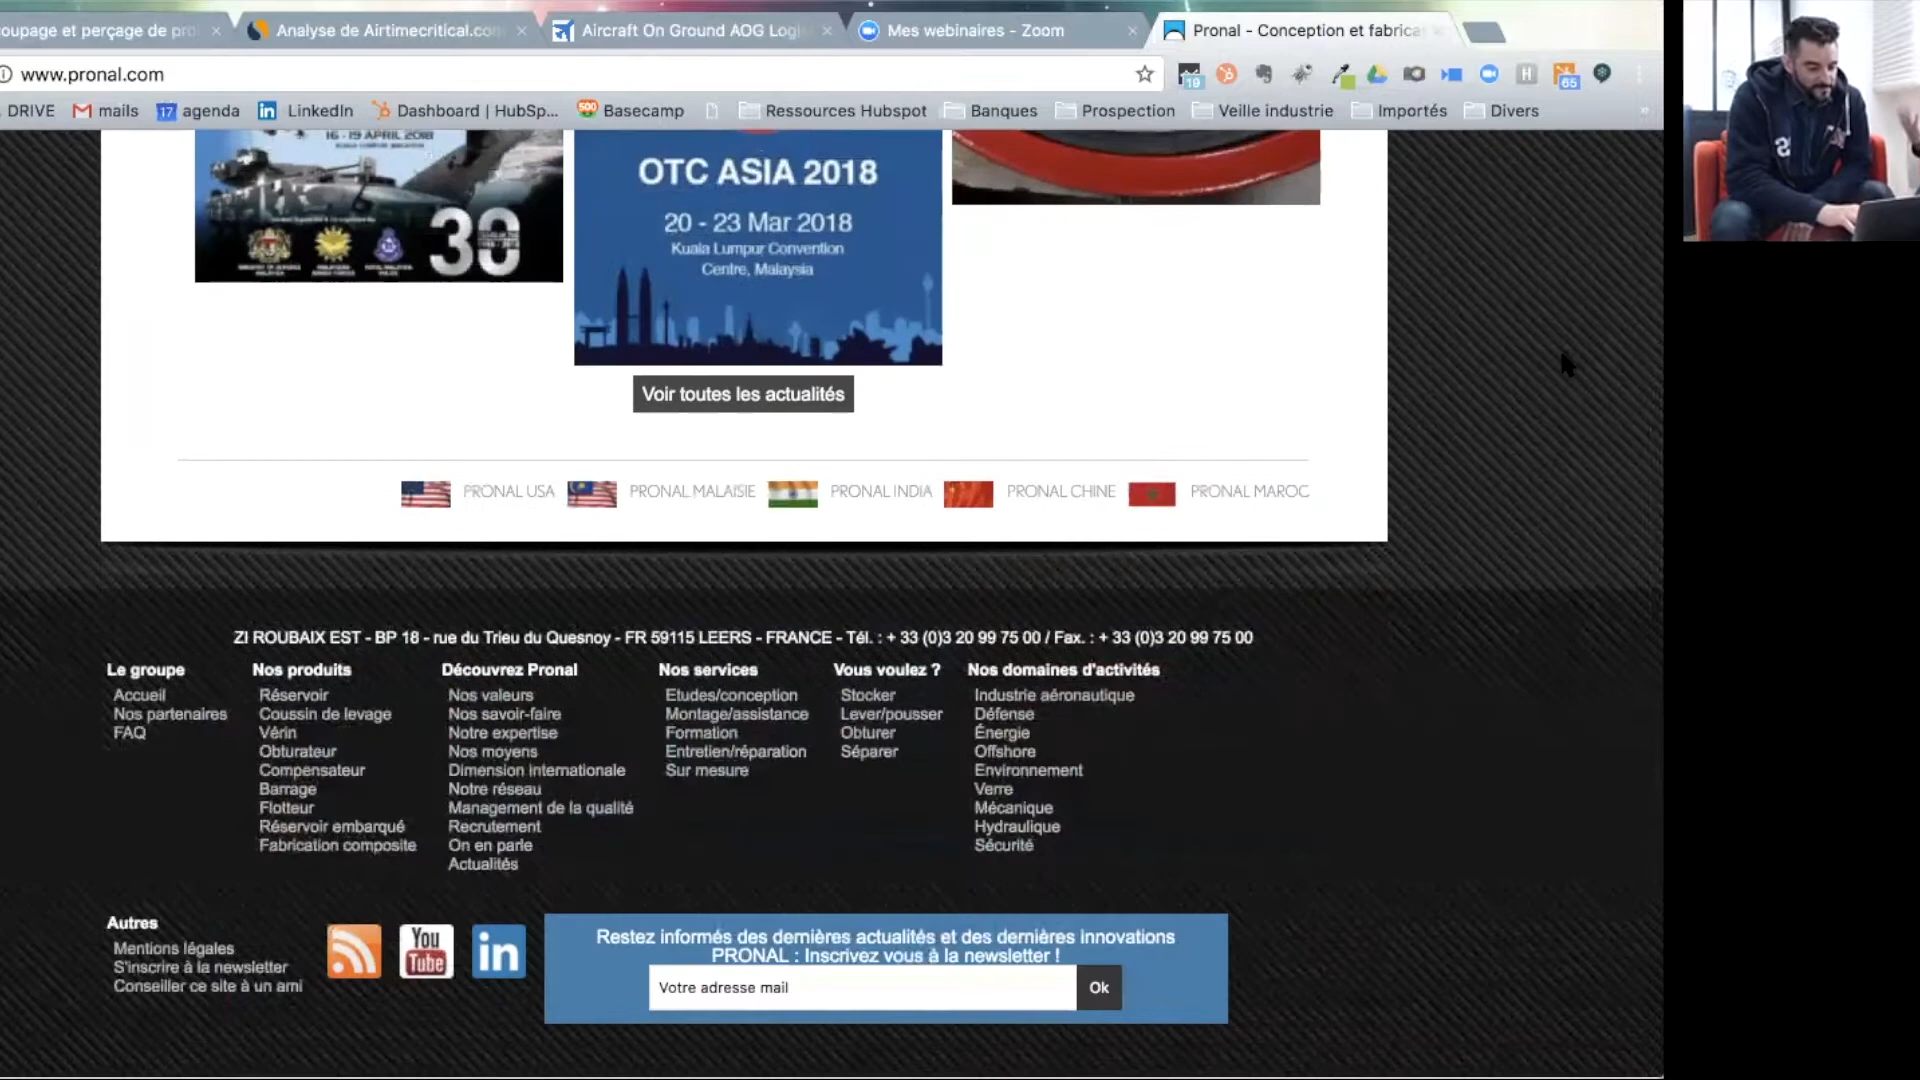 oupage et perçage de pro
Analyse de Airtimecritical.com
Aircraft On Ground AOG Logi
Mes webinaires - Zoom
Pronal - Conception et fabrica
www.pronal.com
19
65
DRIVE
mails
17 agenda
LinkedIn
Dashboard | HubSp...
500 Basecamp
Ressources Hubspot
Banques
Prospection
Veille industrie
Importés
Divers
16 - 19 APRIL 2018
30
OTC ASIA 2018
20 - 23 Mar 2018
Kuala Lumpur Convention
Centre, Malaysia
Voir toutes les actualités
PRONAL USA
PRONAL MALAISIE
PRONAL INDIA
PRONAL CHINE
PRONAL MAROC
ZI ROUBAIX EST - BP 18 - rue du Trieu du Quesnoy - FR 59115 LEERS - FRANCE - Tél. : + 33 (0)3 20 99 75 00 / Fax. : + 33 (0)3 20 99 75 00
Le groupe
Accueil
Nos partenaires
FAQ
Nos produits
Réservoir
Coussin de levage
Vérin
Obturateur
Compensateur
Barrage
Flotteur
Réservoir embarqué
Fabrication composite
Découvrez Pronal
Nos valeurs
Nos savoir-faire
Notre expertise
Nos moyens
Dimension internationale
Notre réseau
Management de la qualité
Recrutement
On en parle
Actualités
Nos services
Etudes/conception
Montage/assistance
Formation
Entretien/réparation
Sur mesure
Vous voulez ?
Stocker
Lever/pousser
Obturer
Séparer
Nos domaines d'activités
Industrie aéronautique
Défense
Énergie
Offshore
Environnement
Verre
Mécanique
Hydraulique
Sécurité
Autres
Mentions légales
S'inscrire à la newsletter
Conseiller ce site à un ami
You
Tube
in
Restez informés des dernières actualités et des dernières innovations
PRONAL : Inscrivez vous à la newsletter !
Votre adresse mail
Ok